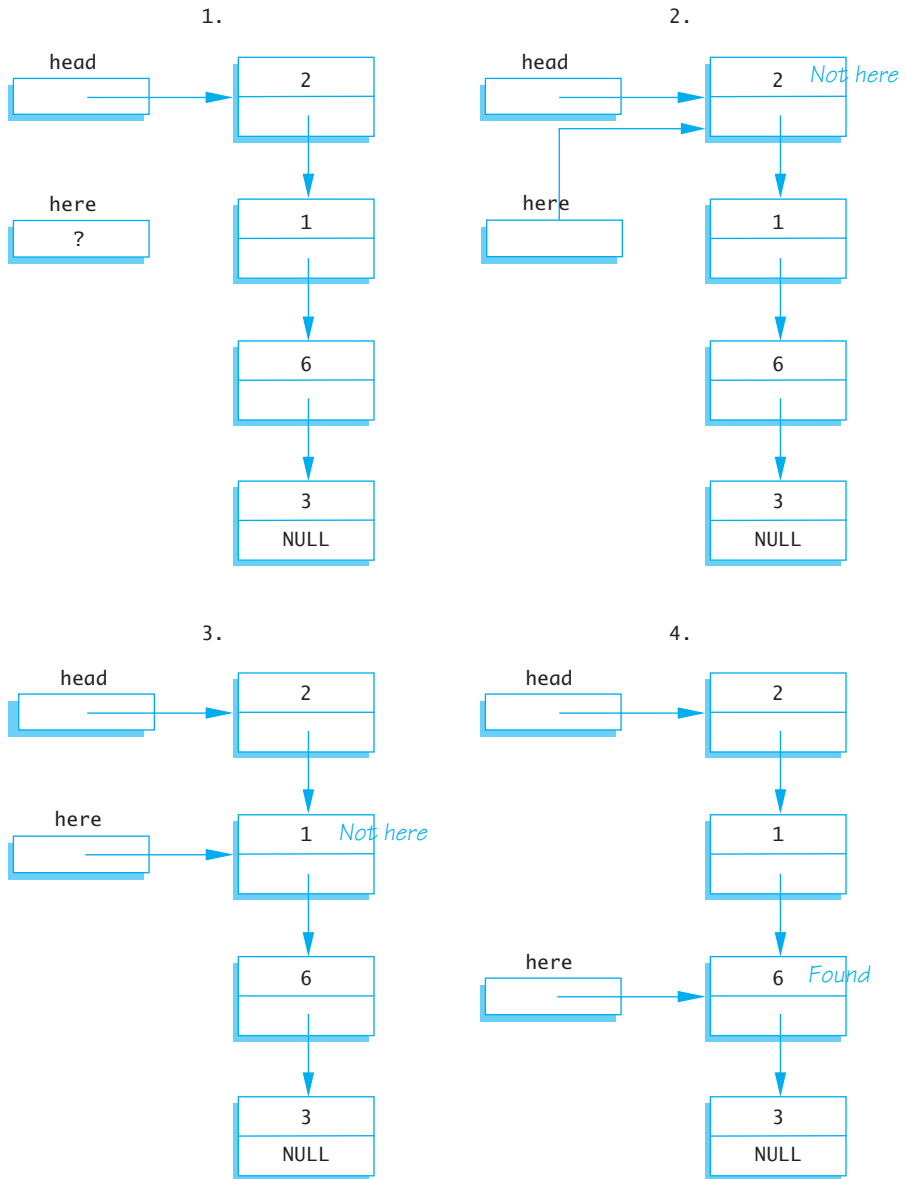 1.
head
2
here
?
1
6
3
NULL
2.
head
2 Not here
here
1
6
3
NULL
3.
head
2
here
1 Not here
6
3
NULL
4.
head
2
1
here
6 Found
3
NULL